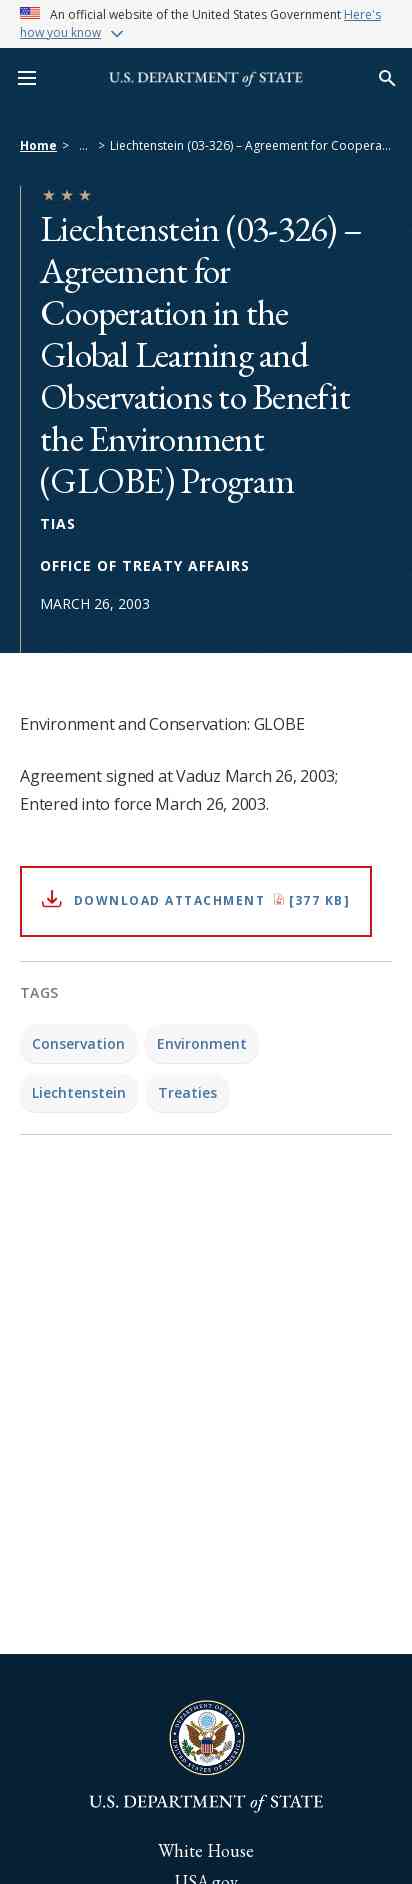 An official website of the United States Government Here's
how you know
U.S. DEPARTMENT of STATE
Home > ... > Liechtenstein (03-326) – Agreement for Coopera...
Liechtenstein (03-326) –
Agreement for
Cooperation in the
Global Learning and
Observations to Benefit
the Environment
(GLOBE) Program
TIAS
OFFICE OF TREATY AFFAIRS
MARCH 26, 2003
Environment and Conservation: GLOBE
Agreement signed at Vaduz March 26, 2003;
Entered into force March 26, 2003.
DOWNLOAD ATTACHMENT [377 KB]
TAGS
Conservation Environment
Liechtenstein Treaties
DEPARTMENT OF STATE
UNITED STATES OF AMERICA
U.S. DEPARTMENT of STATE
White House
USA.gov